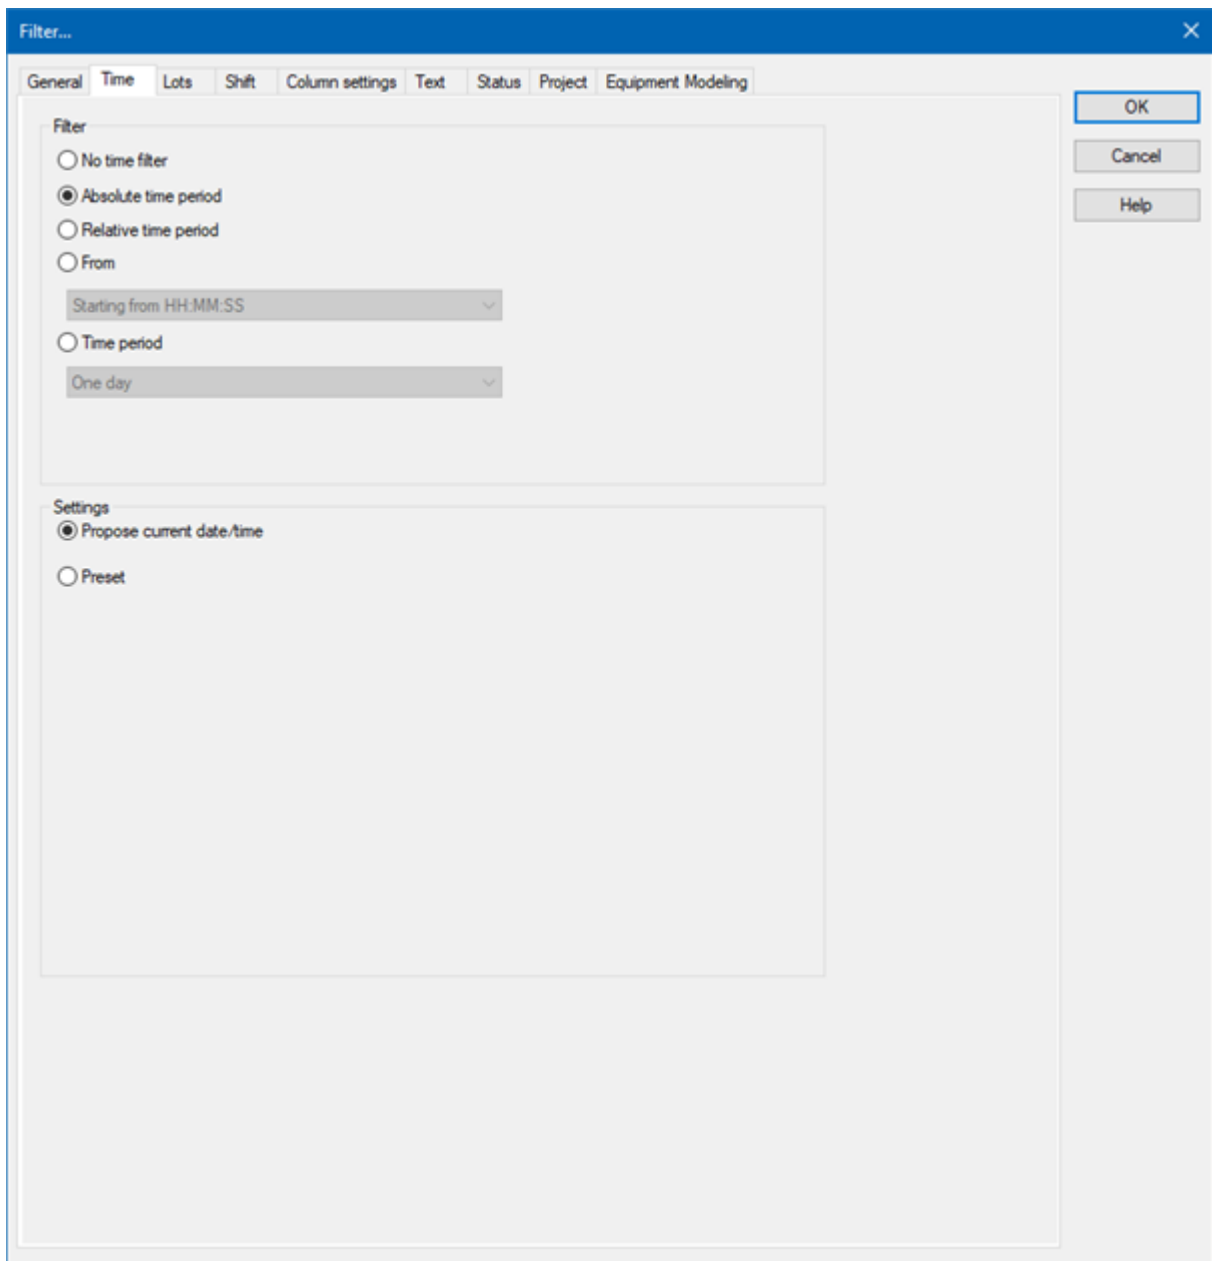 Filter...
General Time Lots Shift Column settings Text Status Project Equipment Modeling
OK
Cancel
Help
Filter
No time filter
Absolute time period
Relative time period
From
Starting from HH:MM:SS
Time period
One day
Settings
Propose current date/time
Preset